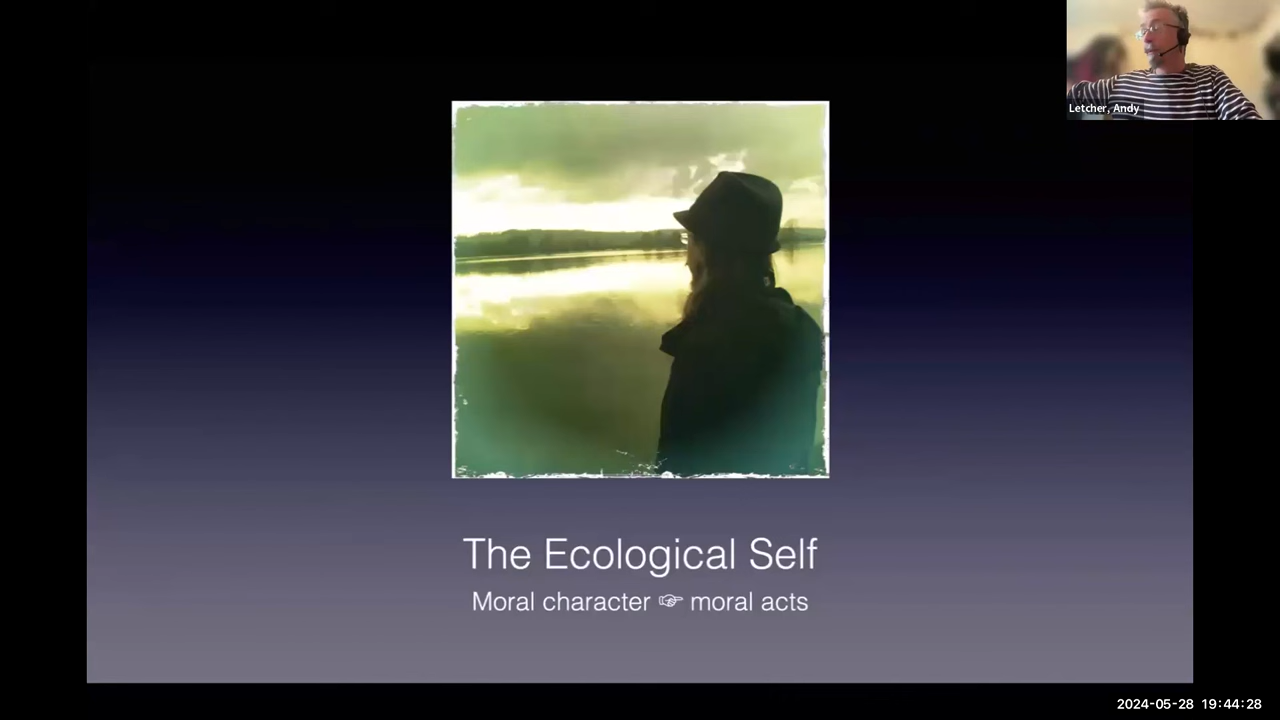 Letcher, Andy
The Ecological Self
Moral character ☞ moral acts
2024-05-28 19:44:28